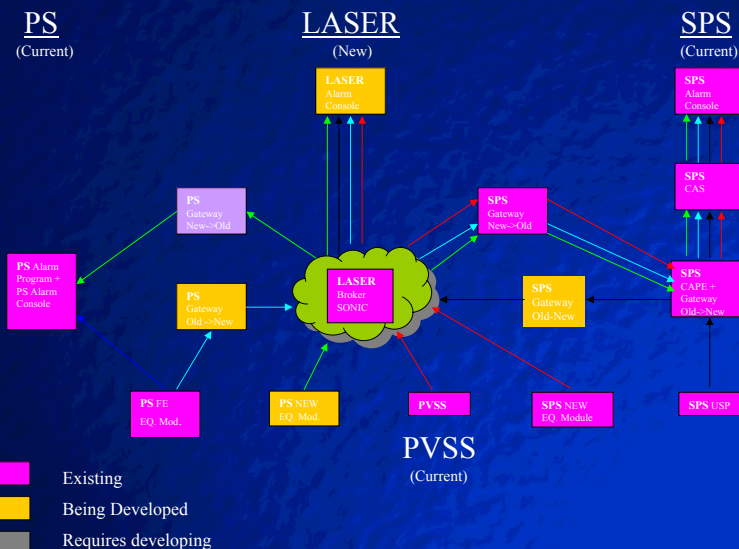 PS
(Current)
LASER
(New)
SPS
(Current)
LASER
Alarm
Console
SPS
Alarm
Console
SPS
CAS
PS
Gateway
New->Old
SPS
Gateway
New->Old
PS Alarm
Program +
PS Alarm
Console
PS
Gateway
Old ->New
LASER
Broker
SONIC
SPS
Gateway
Old-New
SPS
CAPE +
Gateway
Old->New
PS FE
EQ. Mod.
PS NEW
EQ. Mod.
PVSS
SPS NEW
EQ. Module
SPS USP
PVSS
(Current)
Existing
Being Developed
Requires developing